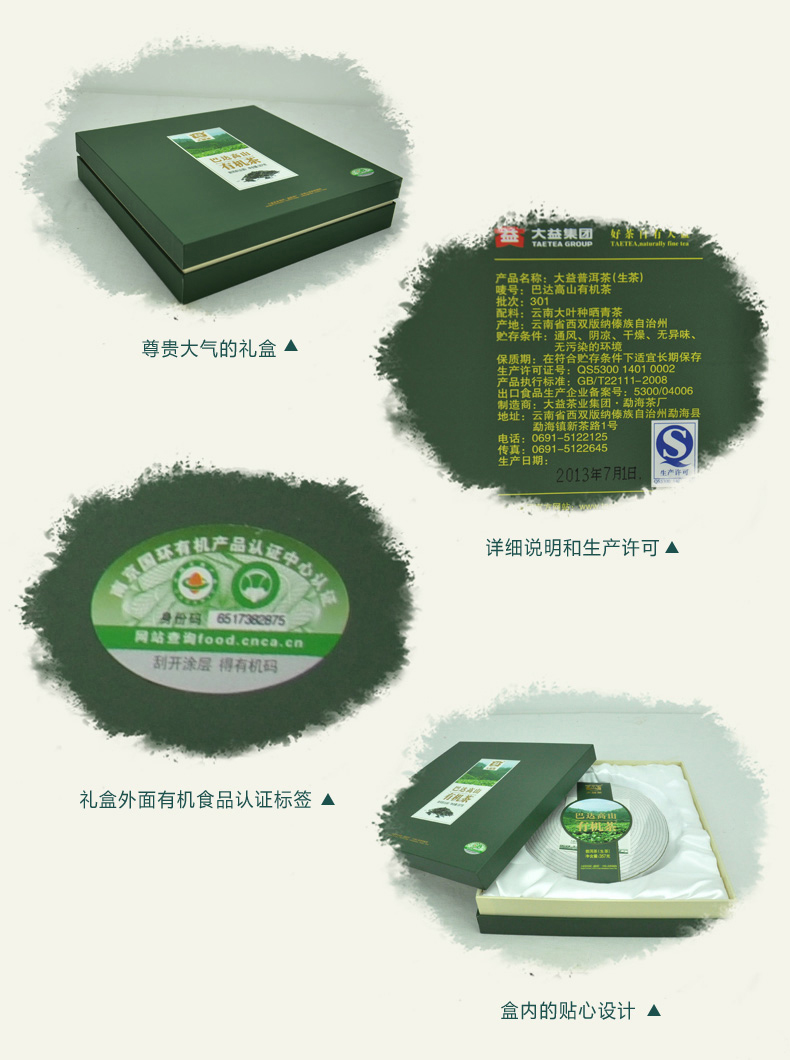 巴达高山
有机茶
尊贵大气的礼盒 ▲
益
大益集团
TAETEA GROUP
TAETEA,naturally fine tea
产品名称：大益普洱茶(生茶)
唛号：巴达高山有机茶
批次：301
配料：云南大叶种晒青茶
产地：云南省西双版纳傣族自治州
贮存条件：通风、阴凉、干燥、无异味、
无污染的环境
保质期：在符合贮存条件下适宜长期保存
生产许可证号：QS5300 1401 0002
产品执行标准：GB/T22111-2008
出口食品生产企业备案号：5300/04006
制造商：大益茶业集团·勐海茶厂
地址：云南省西双版纳傣族自治州勐海县
勐海镇新茶路1号
电话：0691-5122125
传真：0691-5122645
生产日期：
2013年7月1日
S
生产许可
详细说明和生产许可 ▲
南京国环有机产品认证中心认证
身份码 6517382875
网站查询food.cnca.cn
刮开涂层 得有机码
礼盒外面有机食品认证标签 ▲
巴达高山
有机茶
巴达高山
有机茶
盒内的贴心设计 ▲